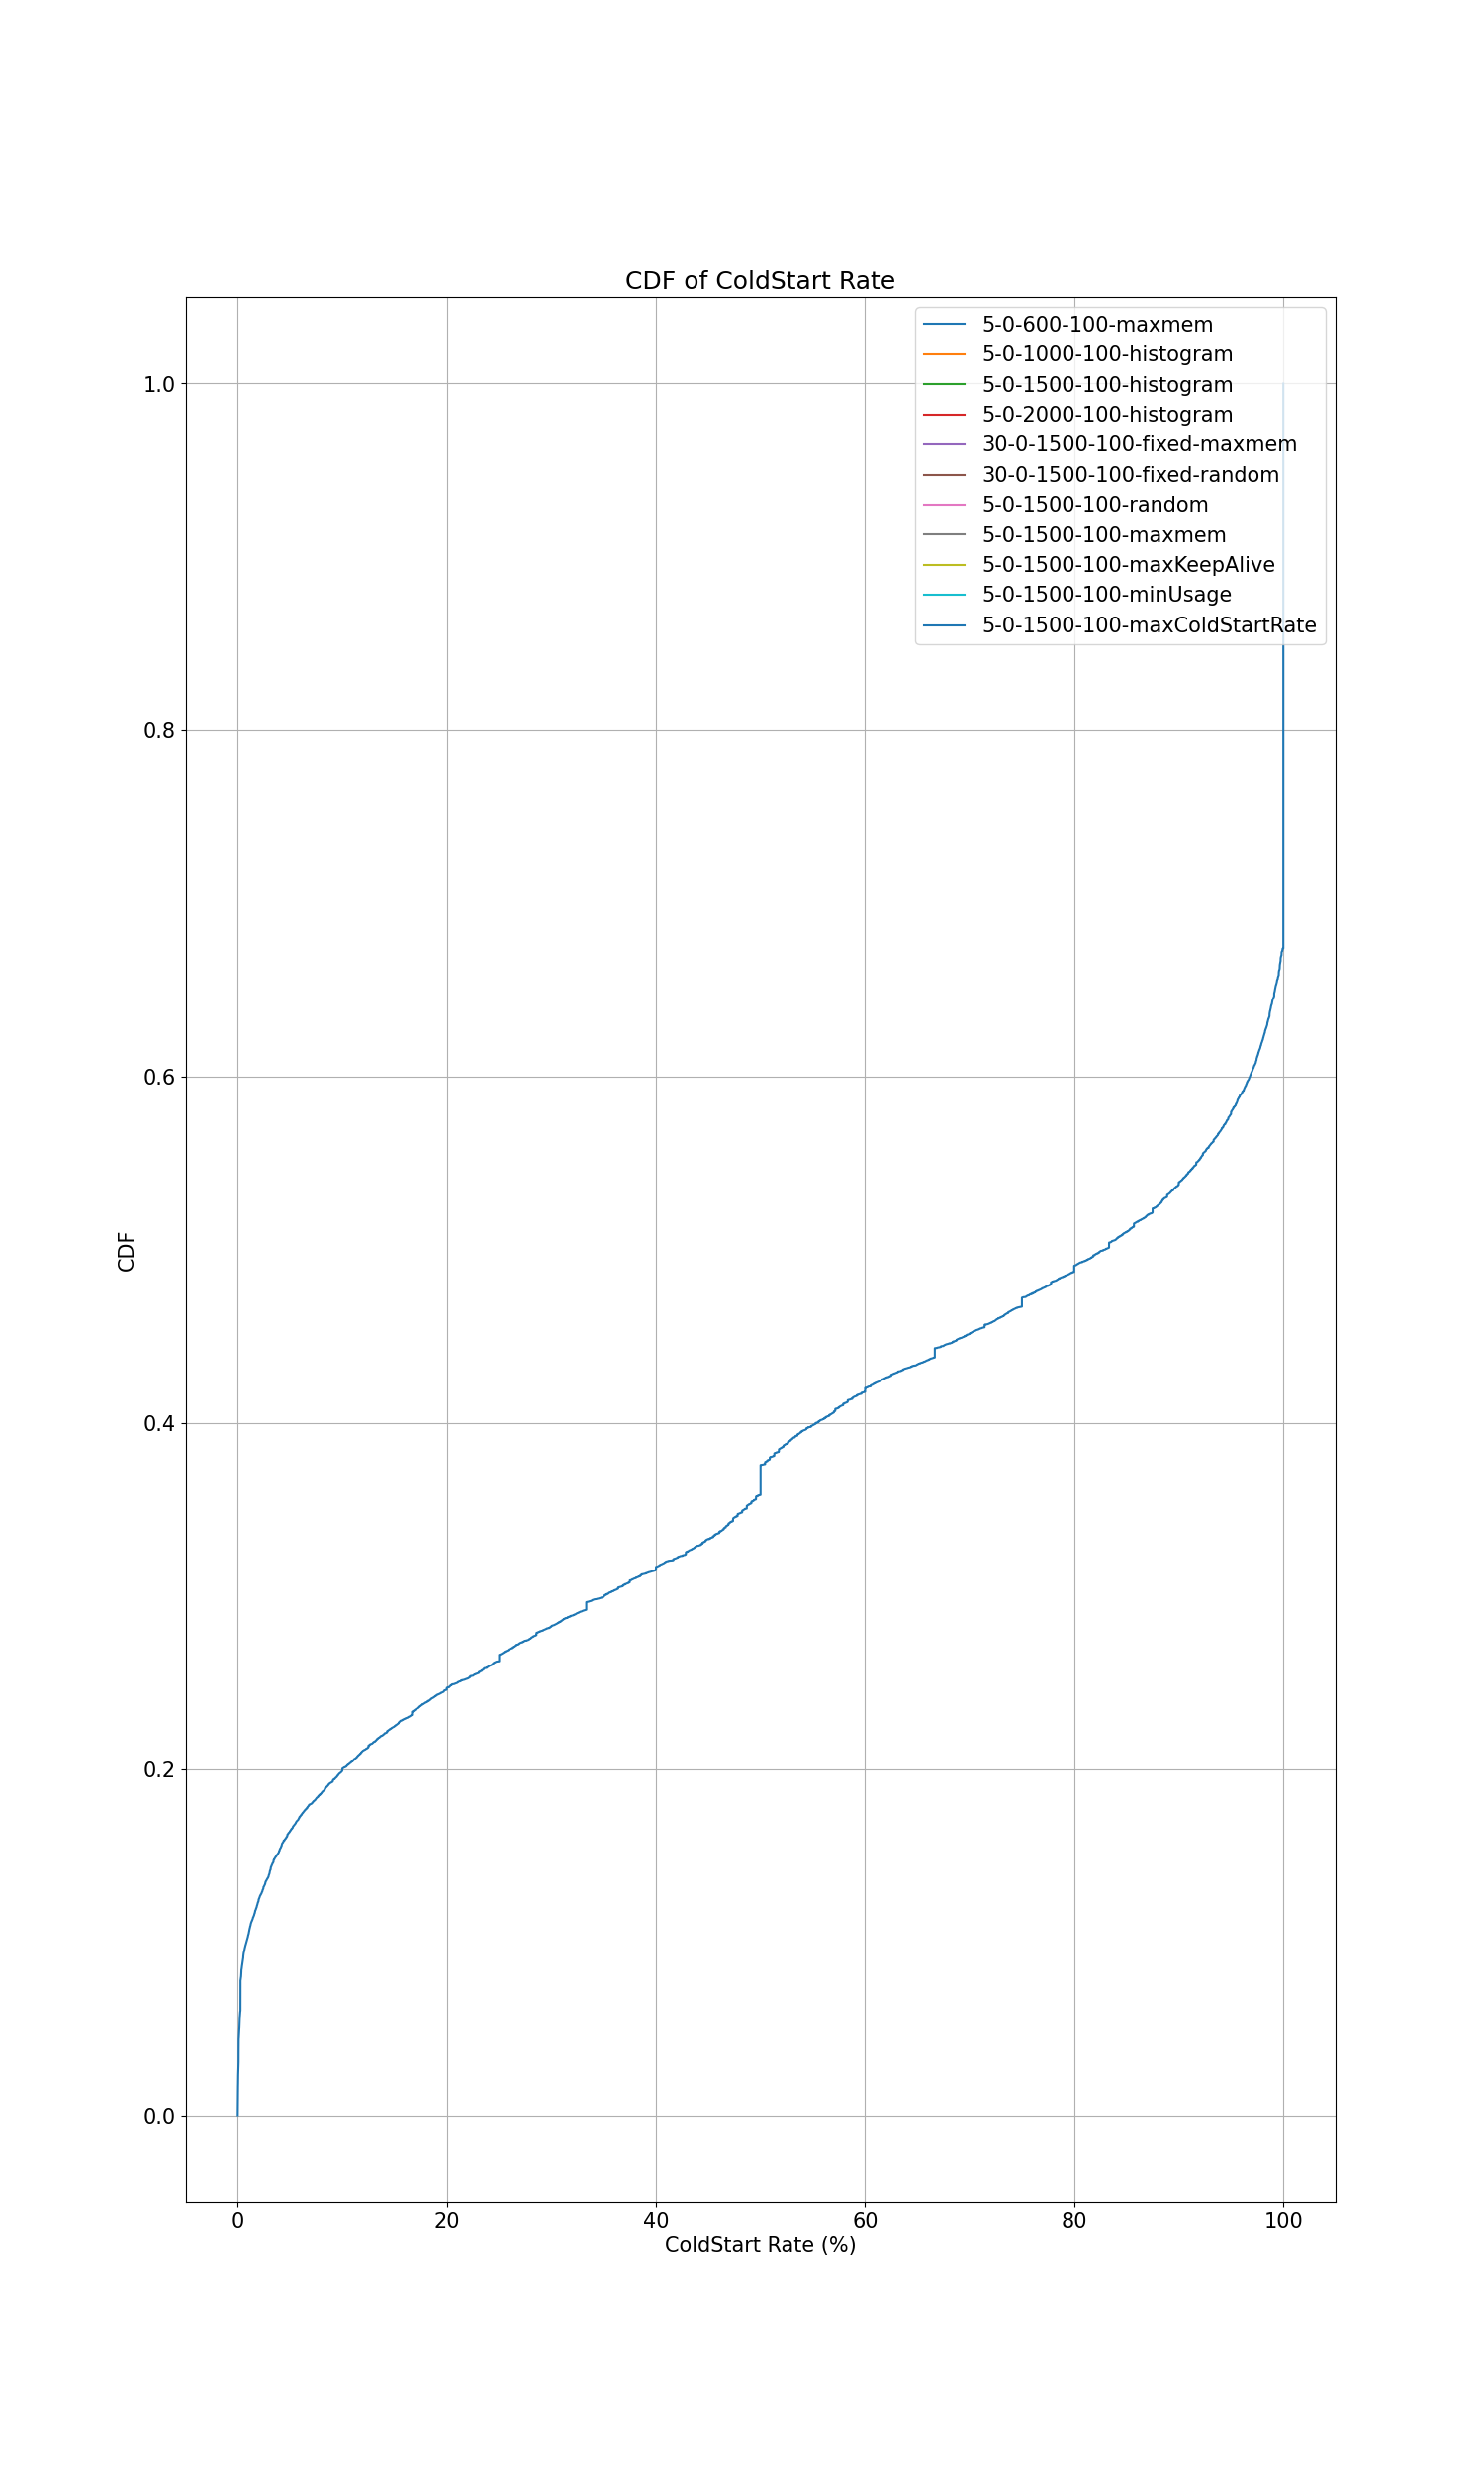 CDF of ColdStart Rate
5-0-600-100-maxmem
5-0-1000-100-histogram
5-0-1500-100-histogram
5-0-2000-100-histogram
30-0-1500-100-fixed-maxmem
30-0-1500-100-fixed-random
5-0-1500-100-random
5-0-1500-100-maxmem
5-0-1500-100-maxKeepAlive
5-0-1500-100-minUsage
5-0-1500-100-maxColdStartRate
1.0
0.8
0.6
CDF
0.4
0.2
0.0
0 20 40 60 80 100
ColdStart Rate (%)